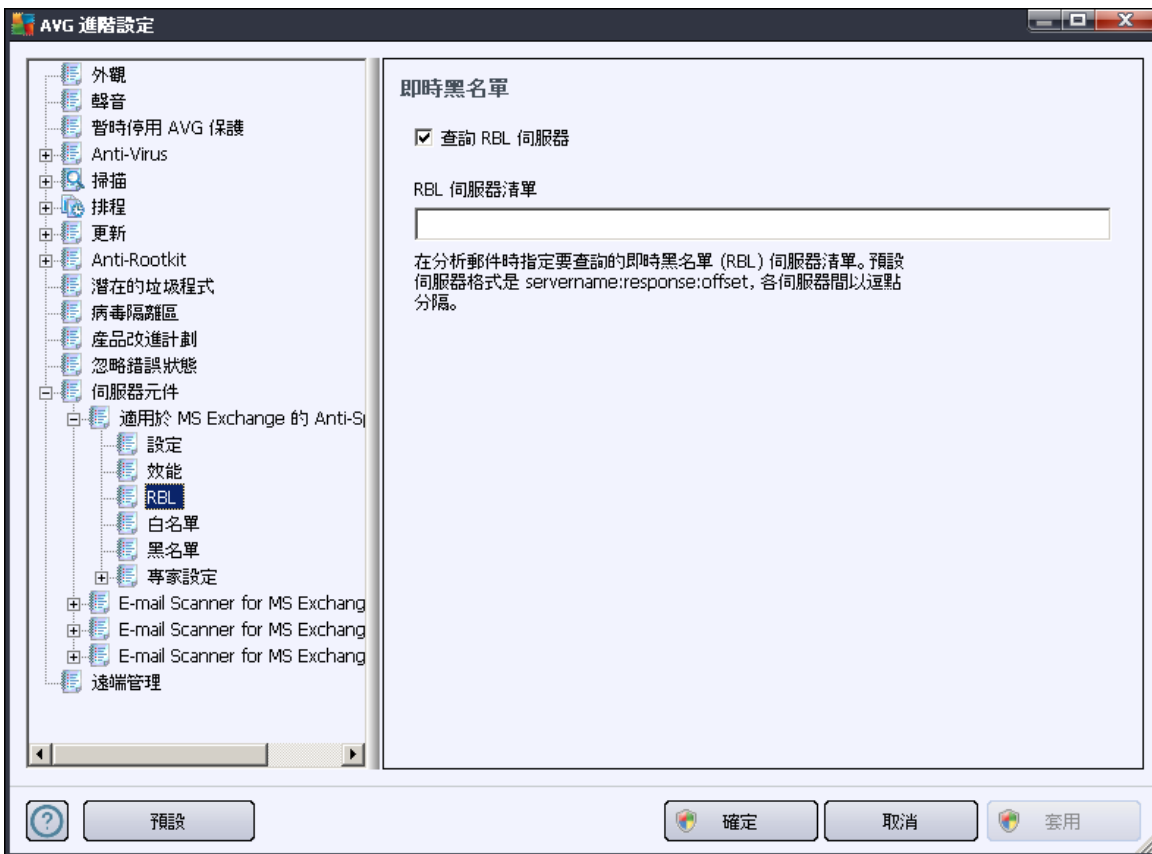 AVG 進階設定
外觀
聲音
暫時停用 AVG 保護
Anti-Virus
掃描
排程
更新
Anti-Rootkit
潛在的垃圾程式
病毒隔離區
產品改進計劃
忽略錯誤狀態
伺服器元件
適用於 MS Exchange 的 Anti-S
設定
效能
RBL
白名單
黑名單
專家設定
E-mail Scanner for MS Exchang
E-mail Scanner for MS Exchang
E-mail Scanner for MS Exchang
遠端管理
即時黑名單
查詢 RBL 伺服器
RBL 伺服器清單
在分析郵件時指定要查詢的即時黑名單 (RBL) 伺服器清單。預設
伺服器格式是 servername:response:offset, 各伺服器間以逗點
分隔。
預設
確定
取消
套用